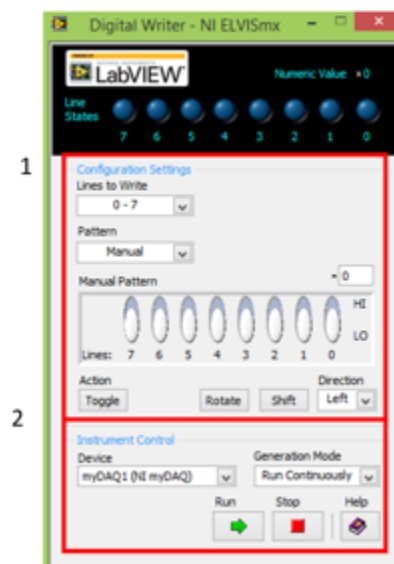 Digital Writer - NI ELVISmx
LabVIEW
Numeric Value x0
Line
States
7 6 5 4 3 2 1 0
1
Configuration Settings
Lines to Write
0 - 7
Pattern
Manual
Manual Pattern
0
HI
LO
Lines: 7 6 5 4 3 2 1 0
Action
Direction
Toggle Rotate Shift Left
2
Instrument Control
Device
Generation Mode
myDAQ1 (NI myDAQ)
Run Continuously
Run Stop Help